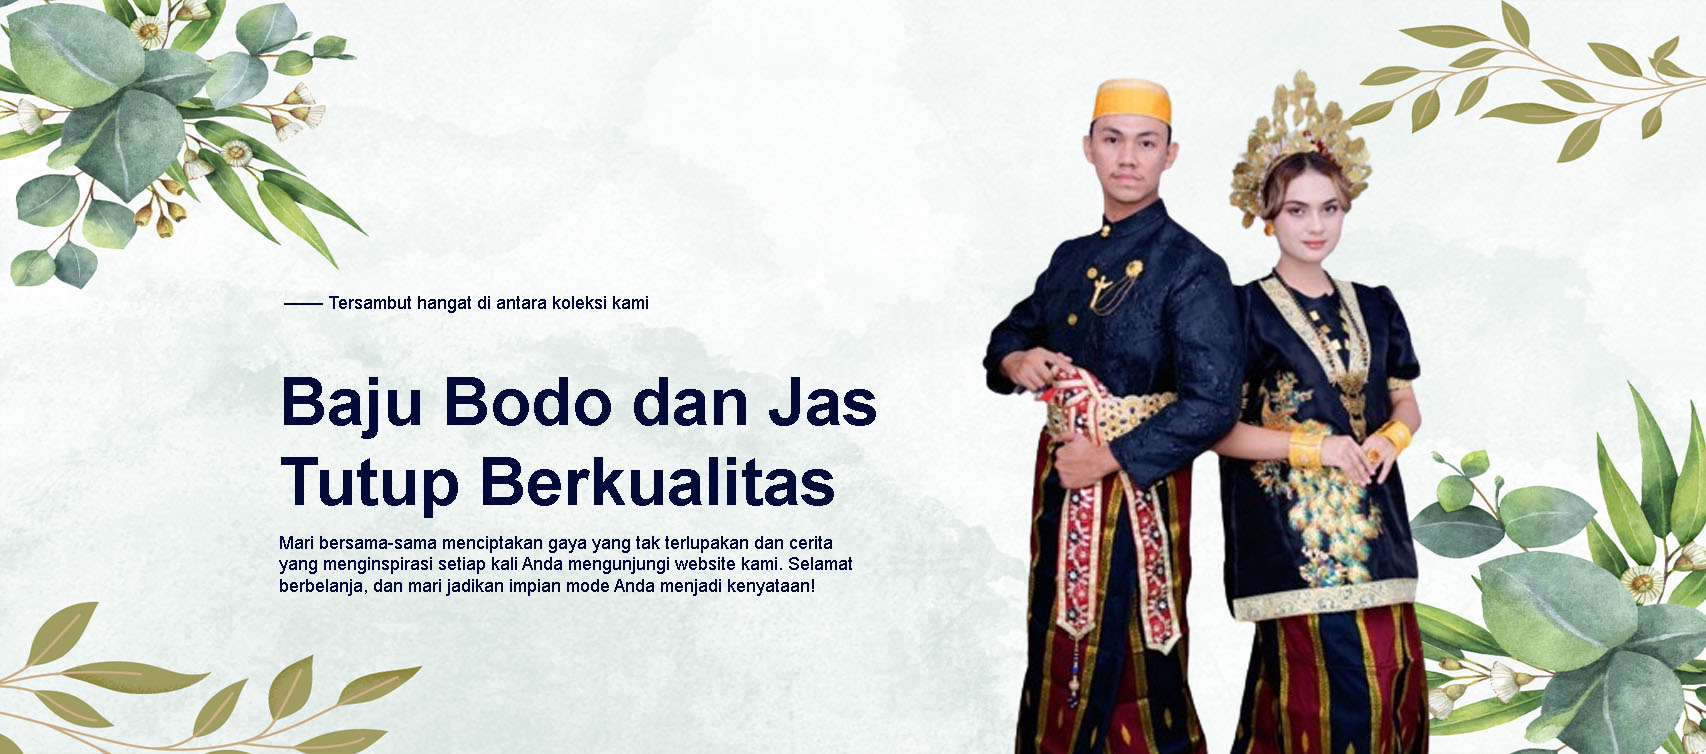 —— Tersambut hangat di antara koleksi kami
Baju Bodo dan Jas
Tutup Berkualitas
Mari bersama-sama menciptakan gaya yang tak terlupakan dan cerita
yang menginspirasi setiap kali Anda mengunjungi website kami. Selamat
berbelanja, dan mari jadikan impian mode Anda menjadi kenyataan!